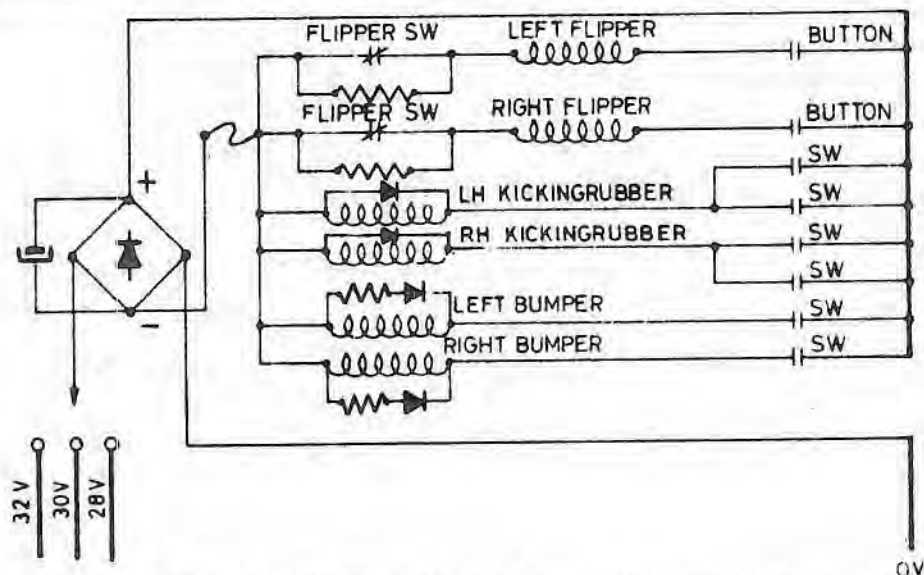 FLIPPER SW LEFT FLIPPER BUTTON
FLIPPER SW RIGHT FLIPPER BUTTON
SW
LH KICKINGRUBBER SW
RH KICKINGRUBBER SW
SW
LEFT BUMPER SW
RIGHT BUMPER SW
+
-
32V
30V
28V
0V